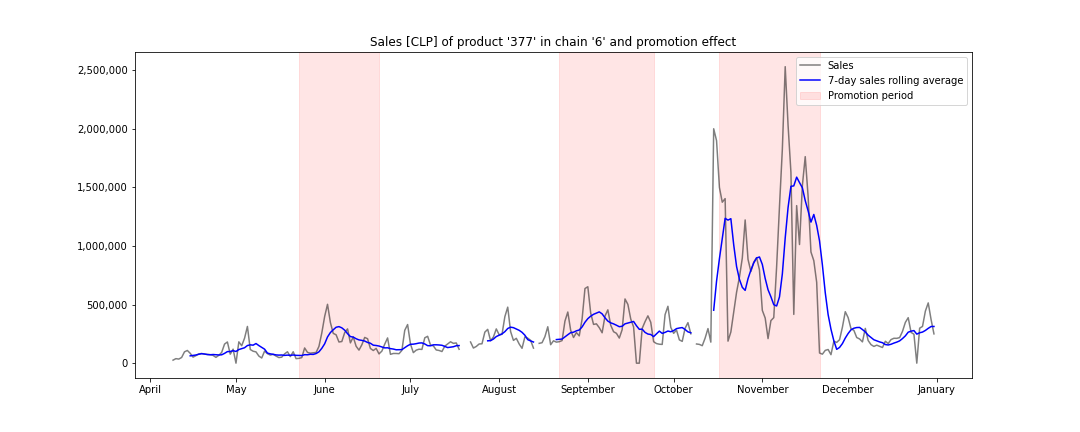 Sales [CLP] of product '377' in chain '6' and promotion effect
2,500,000
2,000,000
1,500,000
1,000,000
500,000
0
Sales
7-day sales rolling average
Promotion period
April May June July August September October November December January